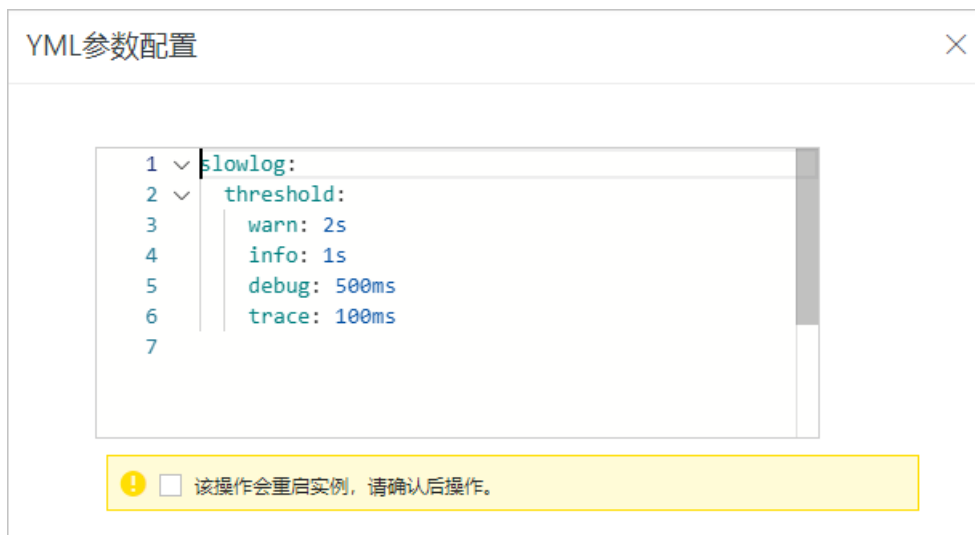 YML参数配置
1 slowlog:
2 threshold:
3 warn: 2s
4 info: 1s
5 debug: 500ms
6 trace: 100ms
7
该操作会重启实例，请确认后操作。